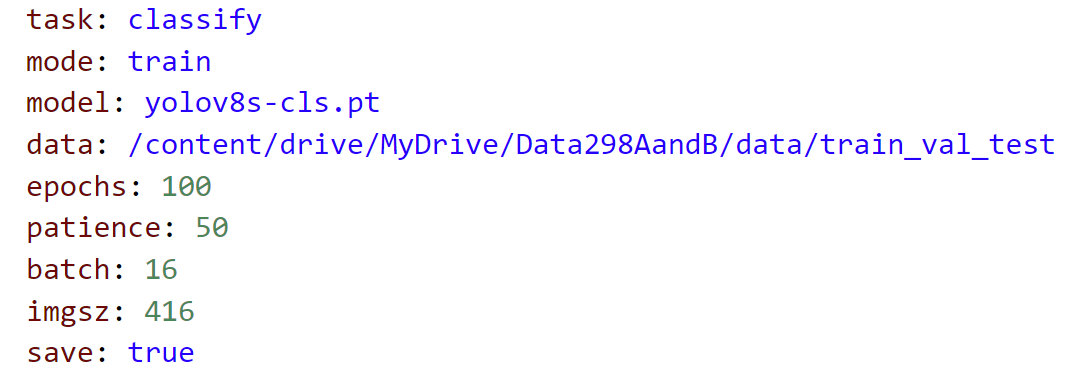 task: classify
mode: train
model: yolov8s-cls.pt
data: /content/drive/MyDrive/Data298AandB/data/train_val_test
epochs: 100
patience: 50
batch: 16
imgsz: 416
save: true